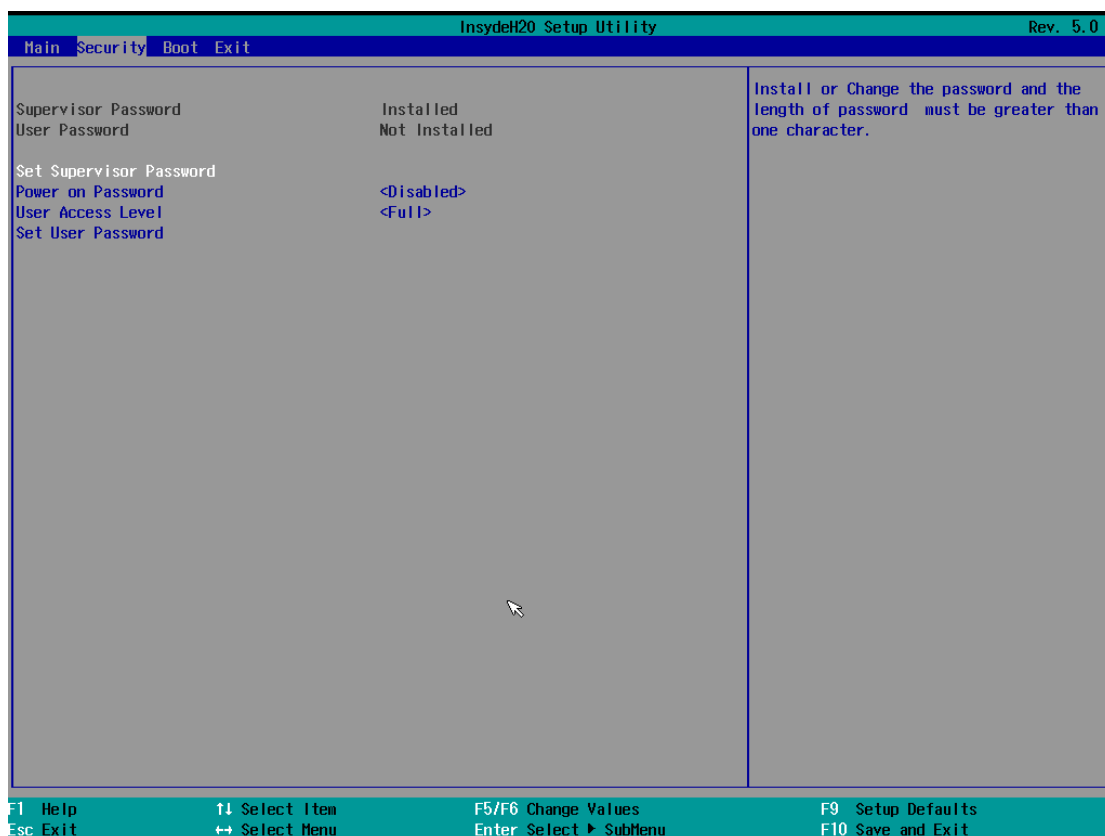 InsydeH20 Setup Utility Rev. 5.0
Main Security Boot Exit
Supervisor Password Installed
User Password Not Installed
Set Supervisor Password
Power on Password <Disabled>
User Access Level <Full>
Set User Password
Install or Change the password and the
length of password must be greater than
one character.
F1 Help ↑↓ Select Item F5/F6 Change Values F9 Setup Defaults
Esc Exit ↔ Select Menu Enter Select ▶ SubMenu F10 Save and Exit